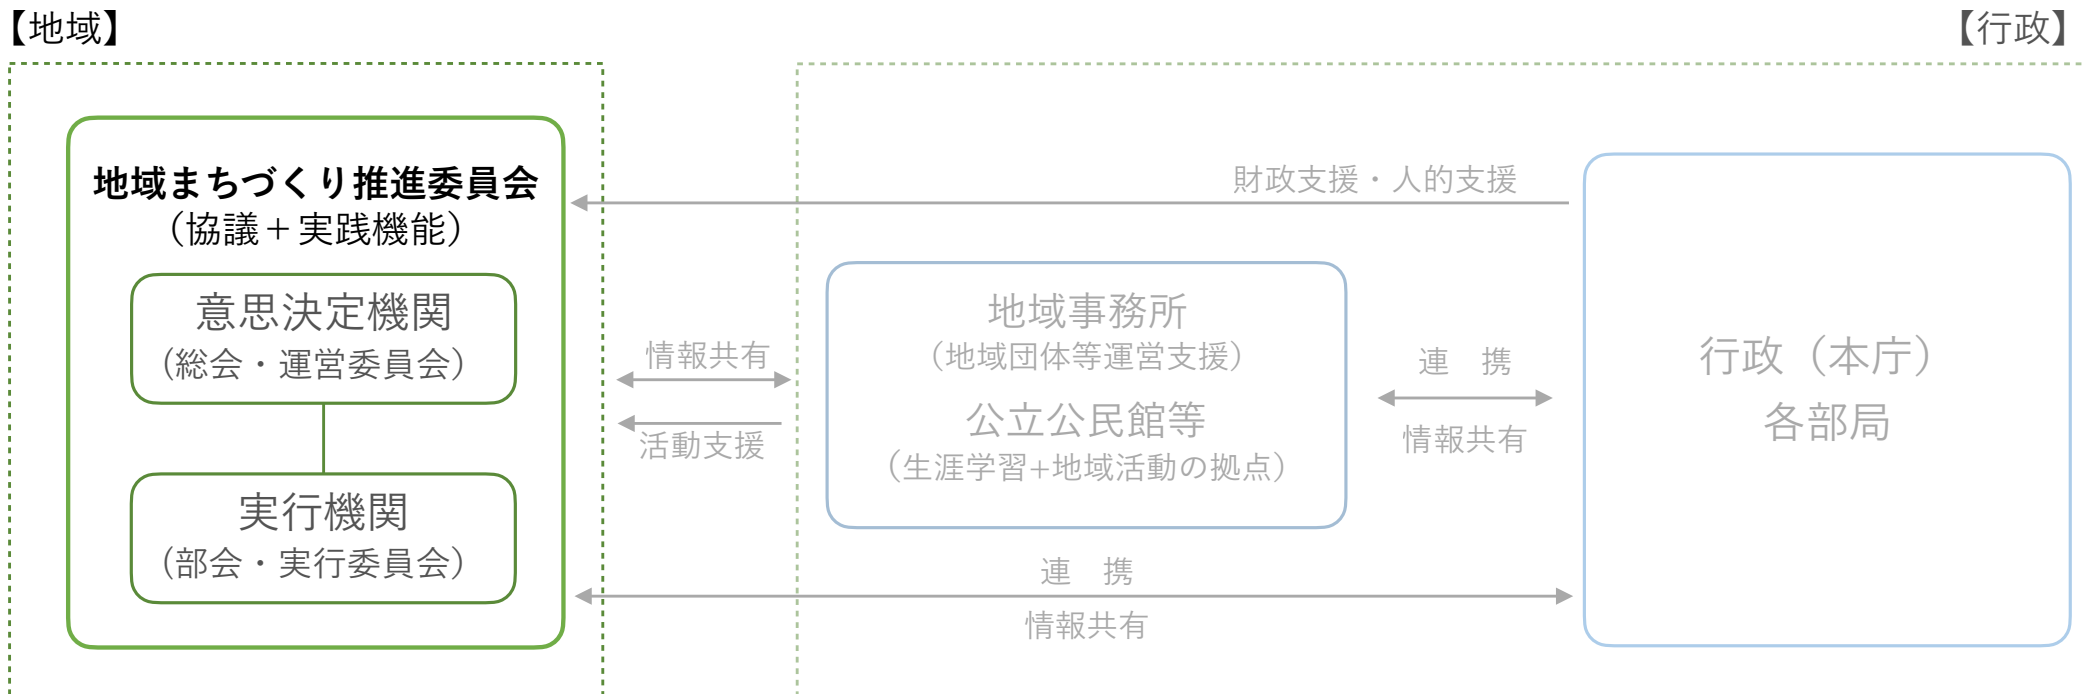 【地域】
【行政】
地域まちづくり推進委員会
（協議＋実践機能）
意思決定機関
（総会・運営委員会）
実行機関
（部会・実行委員会）
財政支援・人的支援
情報共有
活動支援
地域事務所
（地域団体等運営支援）
公立公民館等
（生涯学習+地域活動の拠点）
連　携
情報共有
行政（本庁）
各部局
連　携
情報共有